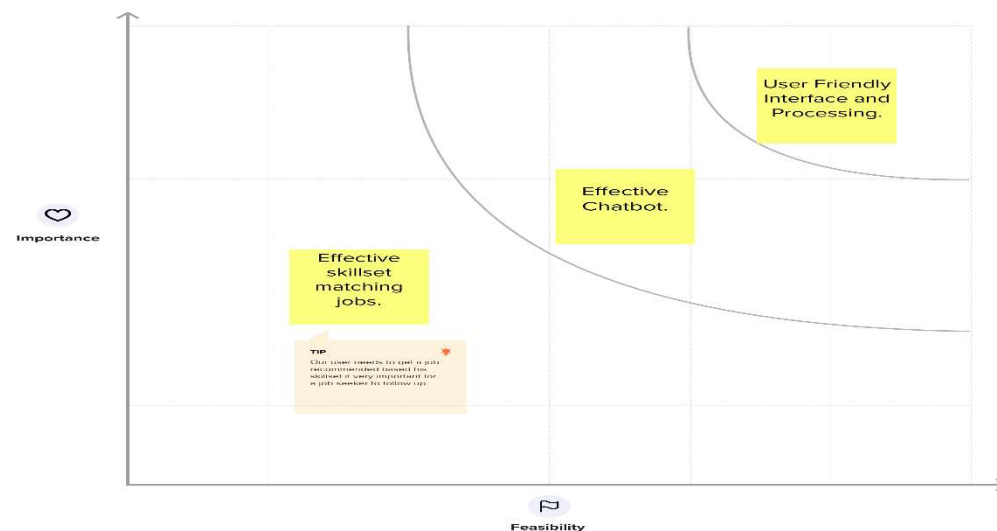 User Friendly
Interface and
Processing.
Effective
Chatbot.
Importance
Effective
skillset
matching
jobs.
TIP
Our user needs to get a job
recommended based his
skillset it very important for
a job seeker to follow up.
Feasibility